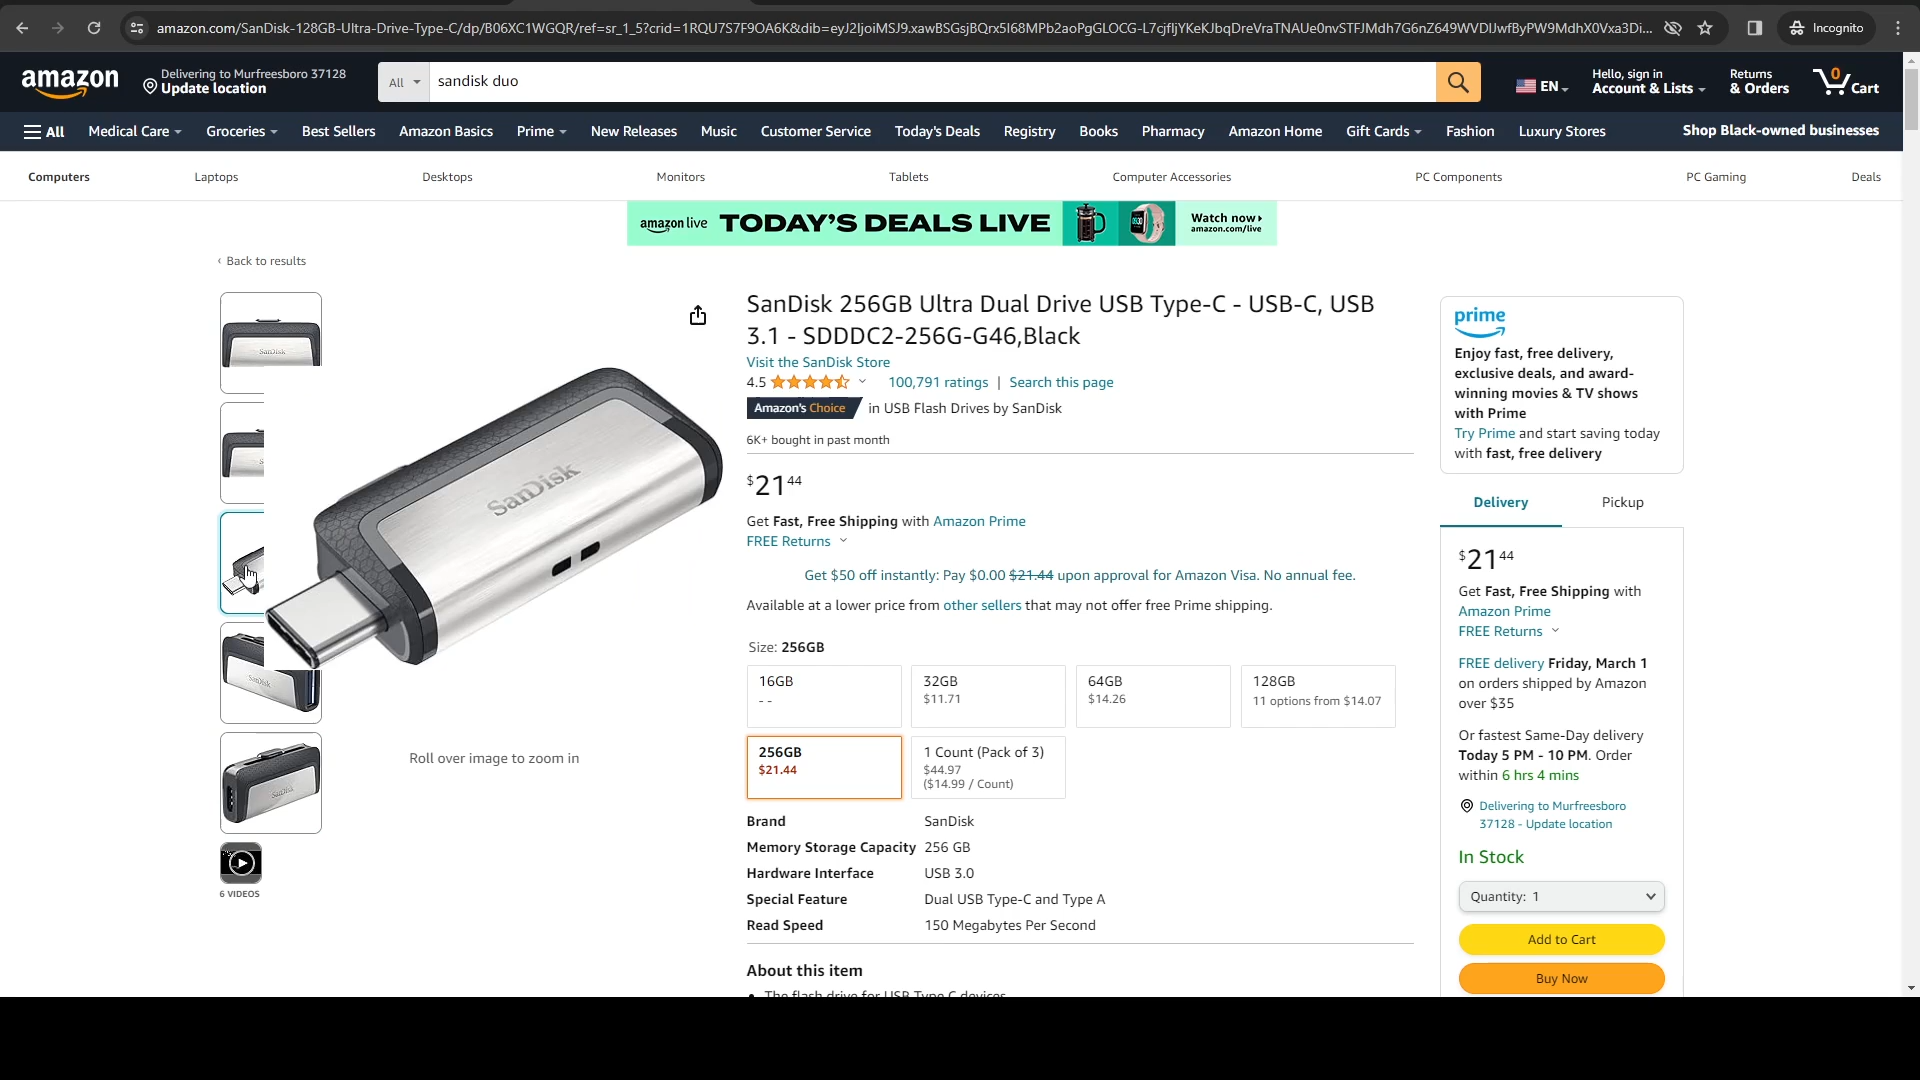 amazon.com/SanDisk-128GB-Ultra-Drive-Type-C/dp/B06XC1WGQR/ref=sr_1_5?crid=1RQU7S7F9OA6K&dib=eyJ2IjoiMSJ9.xawBSGsjBQrx5I68MPb2aoPgGLOCG-L7cjfIjYKeKJbqDreVraTNAUe0nvSTFJMdh7G6nZ649WVDlJwfByPW9MdhX0Vxa3Di...
Incognito
amazon
Delivering to Murfreesboro 37128
Update location
All
sandisk duo
EN
Hello, sign in
Account & Lists
Returns
& Orders
0
Cart
All
Medical Care
Groceries
Best Sellers
Amazon Basics
Prime
New Releases
Music
Customer Service
Today's Deals
Registry
Books
Pharmacy
Amazon Home
Gift Cards
Fashion
Luxury Stores
Shop Black-owned businesses
Computers
Laptops
Desktops
Monitors
Tablets
Computer Accessories
PC Components
PC Gaming
Deals
amazon live
TODAY'S DEALS LIVE
Watch now
amazon.com/live
‹ Back to results
SanDisk
SanDisk
SanDisk
SanDisk
6 VIDEOS
Roll over image to zoom in
SanDisk 256GB Ultra Dual Drive USB Type-C - USB-C, USB
3.1 - SDDDC2-256G-G46,Black
Visit the SanDisk Store
4.5
100,791 ratings | Search this page
Amazon's Choice in USB Flash Drives by SanDisk
6K+ bought in past month
$21 44
Get Fast, Free Shipping with Amazon Prime
FREE Returns
Get $50 off instantly: Pay $0.00 $21.44 upon approval for Amazon Visa. No annual fee.
Available at a lower price from other sellers that may not offer free Prime shipping.
Size: 256GB
16GB
- -
32GB
$11.71
64GB
$14.26
128GB
11 options from $14.07
256GB
$21.44
1 Count (Pack of 3)
$44.97
($14.99 / Count)
Brand SanDisk
Memory Storage Capacity 256 GB
Hardware Interface USB 3.0
Special Feature Dual USB Type-C and Type A
Read Speed 150 Megabytes Per Second
About this item
• The flash drive for USB Type C devices
prime
Enjoy fast, free delivery,
exclusive deals, and award-
winning movies & TV shows
with Prime
Try Prime and start saving today
with fast, free delivery
Delivery
Pickup
$21 44
Get Fast, Free Shipping with
Amazon Prime
FREE Returns
FREE delivery Friday, March 1
on orders shipped by Amazon
over $35
Or fastest Same-Day delivery
Today 5 PM - 10 PM. Order
within 6 hrs 4 mins
Delivering to Murfreesboro
37128 - Update location
In Stock
Quantity: 1
Add to Cart
Buy Now